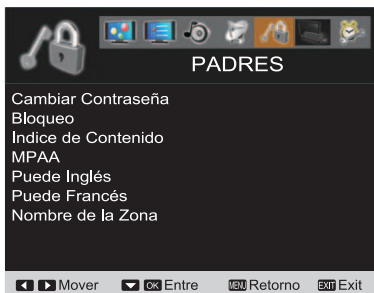 PADRES
Cambiar Contraseña
Bloqueo
Indice de Contenido
MPAA
Puede Inglés
Puede Francés
Nombre de la Zona
Mover OK Entre MENU Retorno EXIT Exit